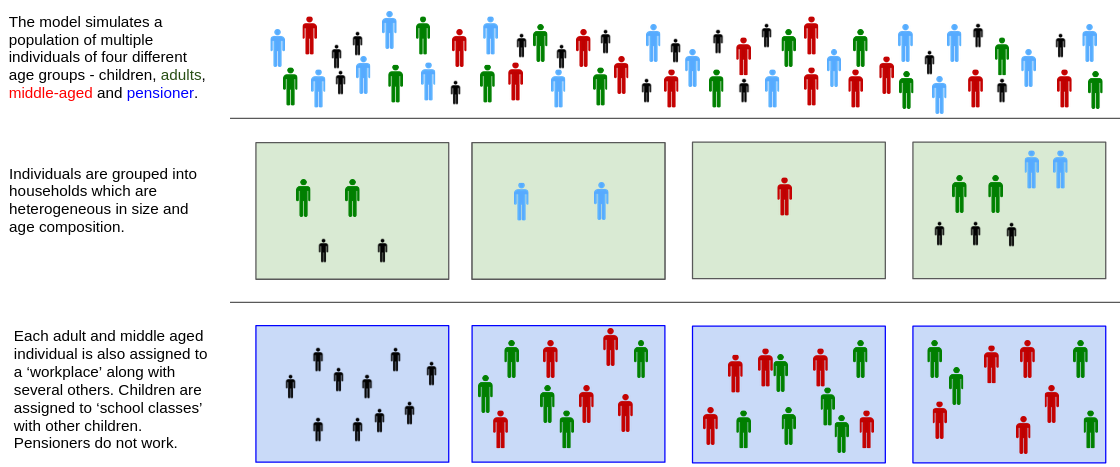 The model simulates a
population of multiple
individuals of four different
age groups - children, adults,
middle-aged and pensioner.
Individuals are grouped into
households which are
heterogeneous in size and
age composition.
Each adult and middle aged
individual is also assigned to
a ‘workplace’ along with
several others. Children are
assigned to ‘school classes’
with other children.
Pensioners do not work.